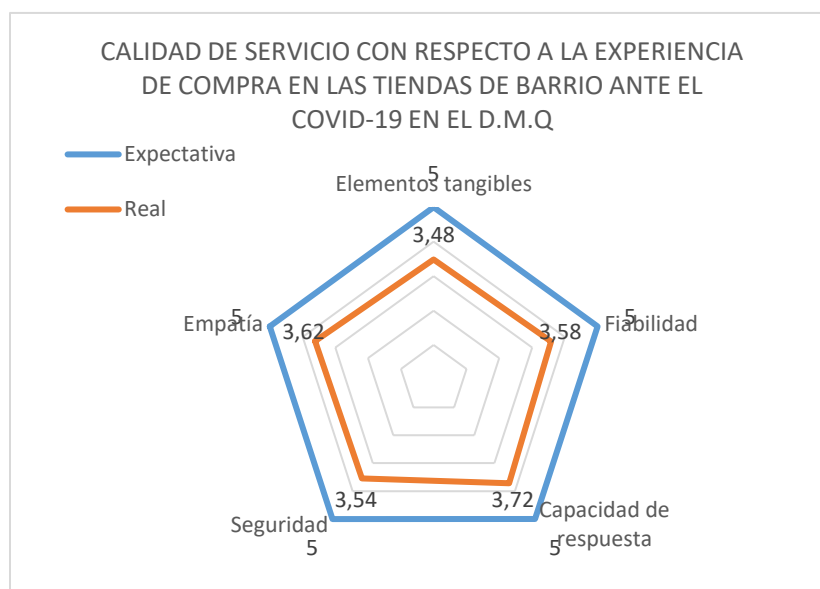 CALIDAD DE SERVICIO CON RESPECTO A LA EXPERIENCIA
DE COMPRA EN LAS TIENDAS DE BARRIO ANTE EL
COVID-19 EN EL D.M.Q
Expectativa
Real
5
Elementos tangibles
3,48
5
Empatía
3,62
5
Fiabilidad
3,58
Seguridad
5
3,54
3,72
Capacidad de
respuesta
5